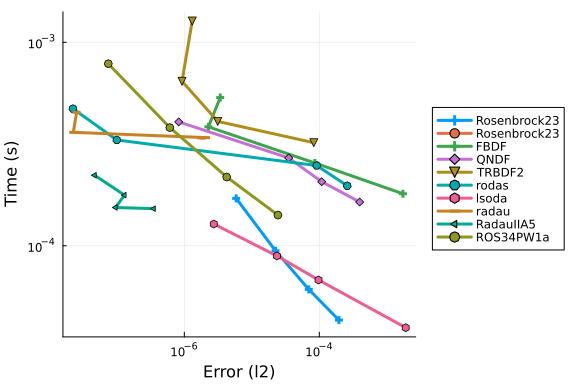 10⁻³
10⁻⁴
Time (s)
10⁻⁶
10⁻⁴
Error (l2)
Rosenbrock23
Rosenbrock23
FBDF
QNDF
TRBDF2
rodas
lsoda
radau
RadauIIA5
ROS34PW1a